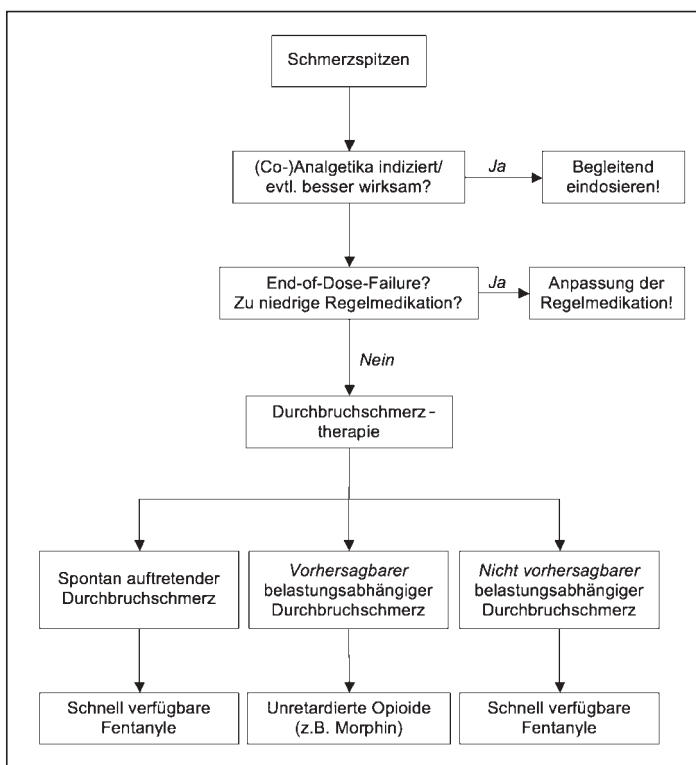 Schmerzspitzen
(Co-)Analgetika indiziert/
evtl. besser wirksam?
Ja
Begleitend
eindosieren!
End-of-Dose-Failure?
Zu niedrige Regelmedikation?
Ja
Anpassung der
Regelmedikation!
Nein
Durchbruchschmerz-
therapie
Spontan auftretender
Durchbruchschmerz
Vorhersagbarer
belastungsabhängiger
Durchbruchschmerz
Nicht vorhersagbarer
belastungsabhängiger
Durchbruchschmerz
Schnell verfügbare
Fentanyle
Unretardierte Opioide
(z.B. Morphin)
Schnell verfügbare
Fentanyle